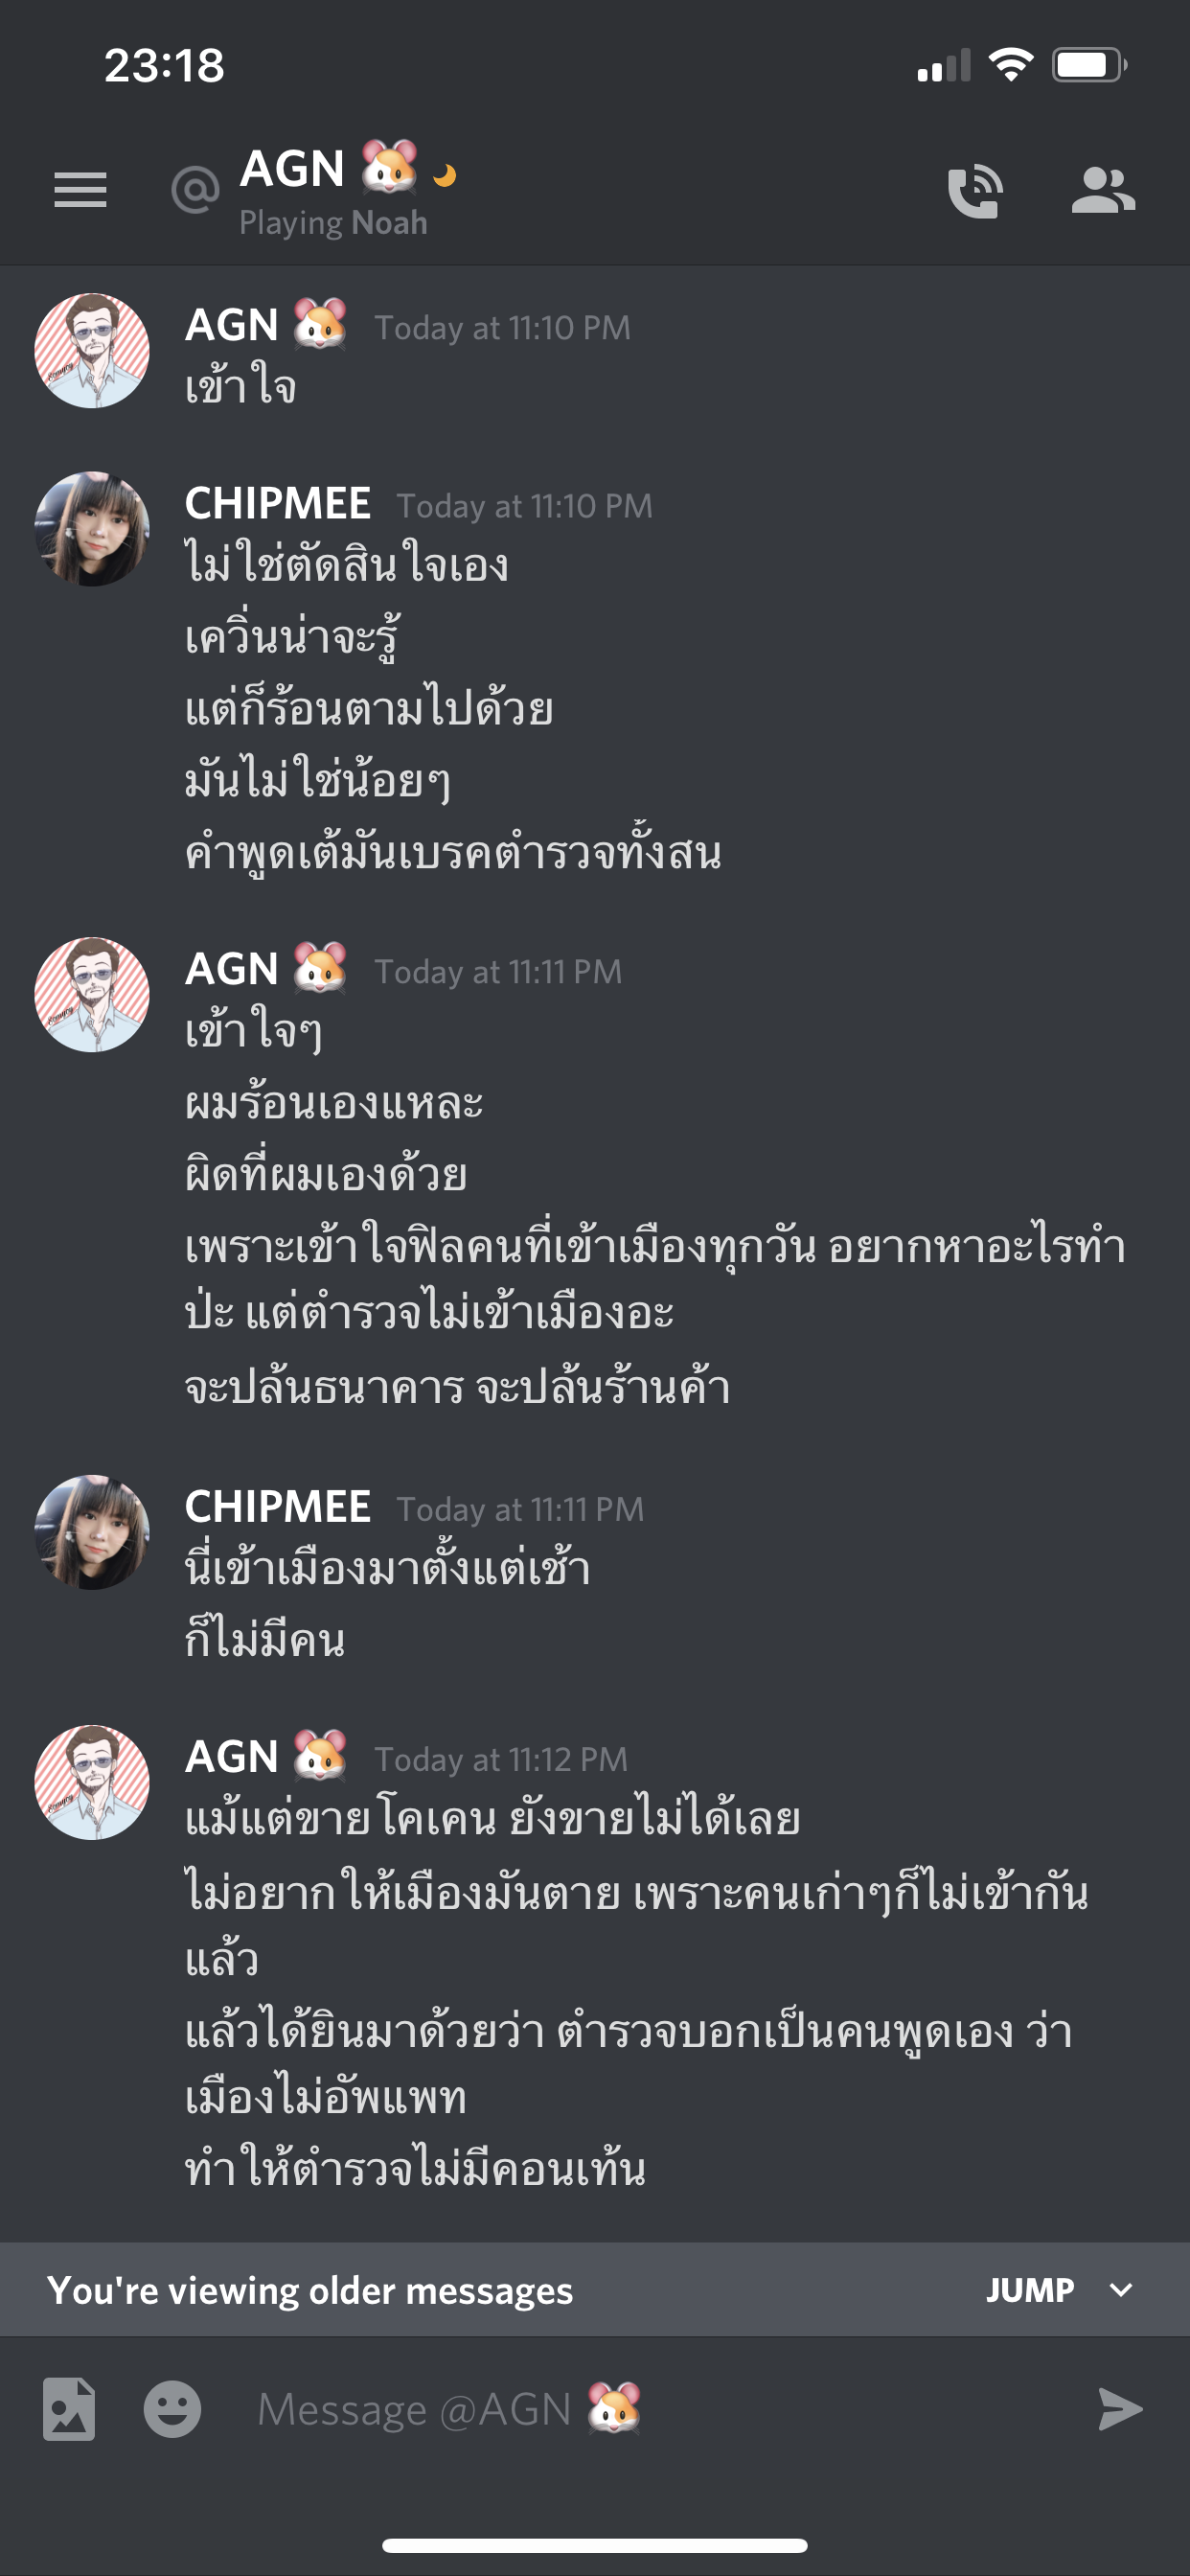 23:18
AGN 🐹
Playing Noah
AGN 🐹 Today at 11:10 PM
เข้าใจ
CHIPMEE Today at 11:10 PM
ไม่ใช่ตัดสินใจเอง
เควิ่นน่าจะรู้
แต่ก็ร้อนตามไปด้วย
มันไม่ใช่น้อยๆ
คำพูดเต้มันเบรคตำรวจทั้งสน
AGN 🐹 Today at 11:11 PM
เข้าใจๆ
ผมร้อนเองแหละ
ผิดที่ผมเองด้วย
เพราะเข้าใจฟิลคนที่เข้าเมืองทุกวัน อยากหาอะไรทำ
ป่ะ แต่ตำรวจไม่เข้าเมืองอะ
จะปล้นธนาคาร จะปล้นร้านค้า
CHIPMEE Today at 11:11 PM
นี่เข้าเมืองมาตั้งแต่เช้า
ก็ไม่มีคน
AGN 🐹 Today at 11:12 PM
แม้แต่ขายโคเคน ยังขายไม่ได้เลย
ไม่อยากให้เมืองมันตาย เพราะคนเก่าๆก็ไม่เข้ากัน
แล้ว
แล้วได้ยินมาด้วยว่า ตำรวจบอกเป็นคนพูดเอง ว่า
เมืองไม่อัพแพท
ทำให้ตำรวจไม่มีคอนเท้น
You're viewing older messages JUMP
Message @AGN 🐹